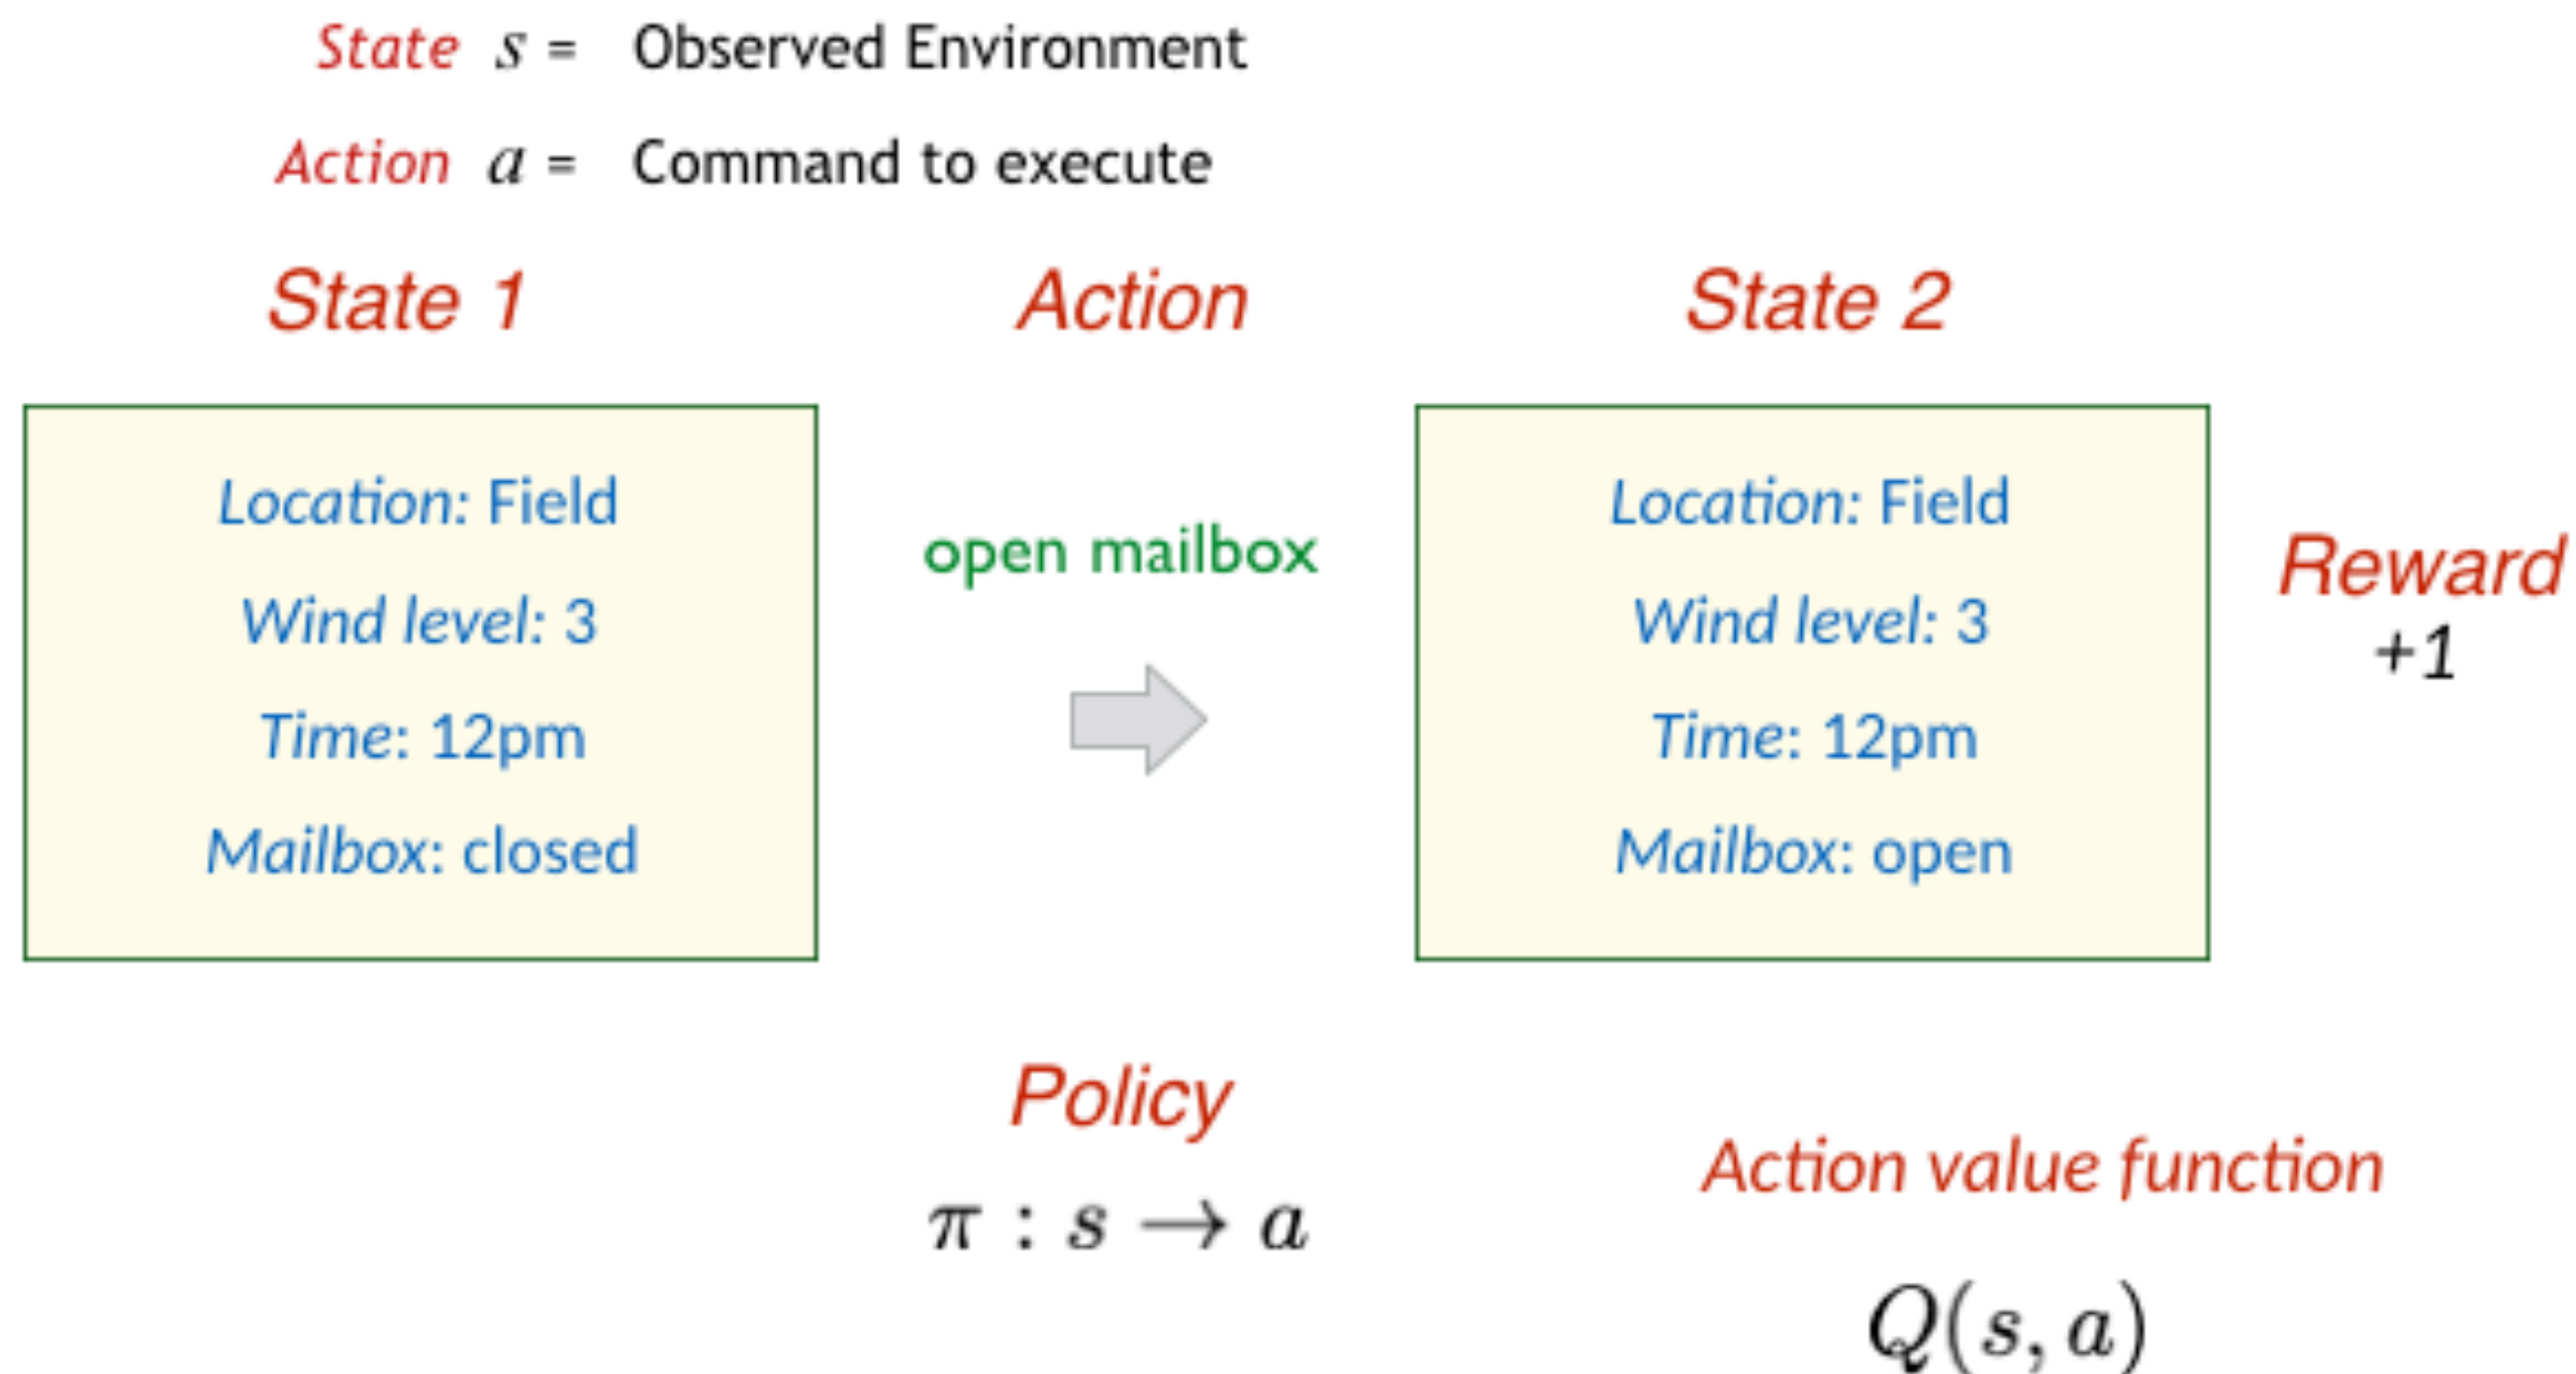 State s = Observed Environment
Action a = Command to execute
State 1 Action State 2
Location: Field
Wind level: 3
Time: 12pm
Mailbox: closed
open mailbox
Location: Field
Wind level: 3
Time: 12pm
Mailbox: open
Reward
+1
Policy
π : s → a
Action value function
Q(s, a)